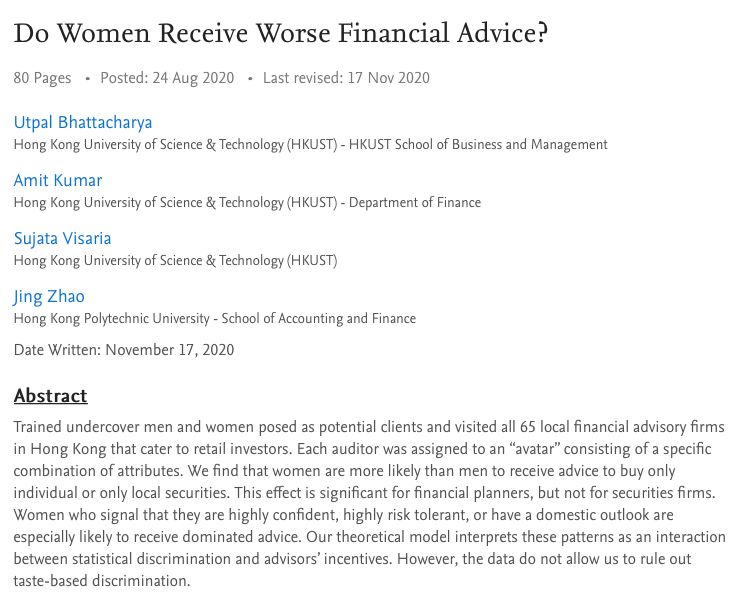 Do Women Receive Worse Financial Advice?
80 Pages • Posted: 24 Aug 2020 • Last revised: 17 Nov 2020
Utpal Bhattacharya
Hong Kong University of Science & Technology (HKUST) - HKUST School of Business and Management
Amit Kumar
Hong Kong University of Science & Technology (HKUST) - Department of Finance
Sujata Visaria
Hong Kong University of Science & Technology (HKUST)
Jing Zhao
Hong Kong Polytechnic University - School of Accounting and Finance
Date Written: November 17, 2020
Abstract
Trained undercover men and women posed as potential clients and visited all 65 local financial advisory firms
in Hong Kong that cater to retail investors. Each auditor was assigned to an “avatar” consisting of a specific
combination of attributes. We find that women are more likely than men to receive advice to buy only
individual or only local securities. This effect is significant for financial planners, but not for securities firms.
Women who signal that they are highly confident, highly risk tolerant, or have a domestic outlook are
especially likely to receive dominated advice. Our theoretical model interprets these patterns as an interaction
between statistical discrimination and advisors’ incentives. However, the data do not allow us to rule out
taste-based discrimination.